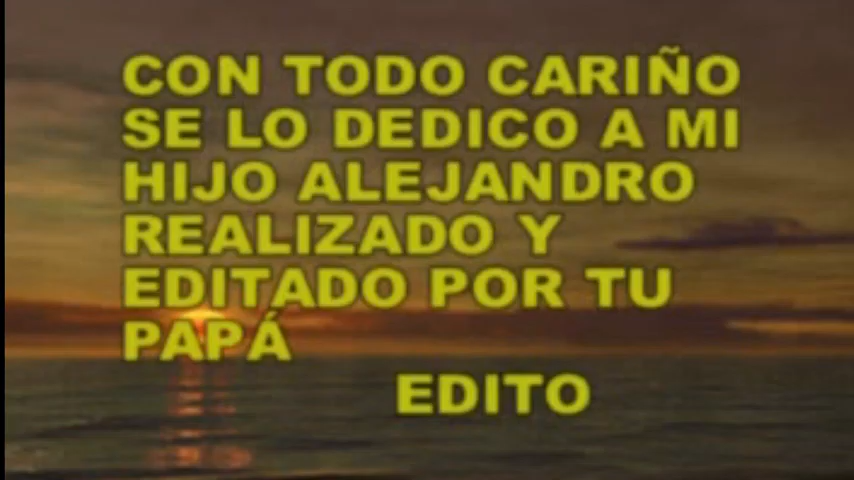 CON TODO CARIÑO
SE LO DEDICO A MI
HIJO ALEJANDRO
REALIZADO Y
EDITADO POR TU
PAPÁ
EDITO